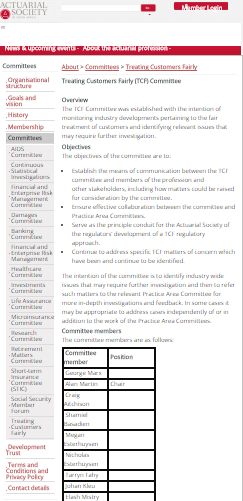 ACTUARIAL
SOCIETY
Member Login
News & upcoming events - About the actuarial profession -
Committees
Organisational
structure
Goals and
vision
History
Membership
Committees
AIDS
Committee
Continuous
Statistical
Investigations
Financial and
Enterprise Risk
Management
Committee
Damages
Committee
Banking
Committee
Financial and
Enterprise Risk
Management
Healthcare
Committee
Investments
Committee
Life Assurance
Committee
Microinsurance
Committee
Research
Committee
Retirement
Matters
Committee
Short-term
Insurance
Committee
(STIC)
Social Security
Member
Forum
Treating
Customers
Fairly
Development
Trust
Terms and
Conditions and
Privacy Policy
Contact details
About > Committees > Treating Customers Fairly
Treating Customers Fairly (TCF) Committee
Overview
The TCF Committee was established with the intention of
monitoring industry developments pertaining to the fair
treatment of customers and identifying relevant issues that
may require further investigation.
Objectives
The objectives of the committee are to:
• Establish the means of communication between the TCF
committee and members of the profession and
other stakeholders, including how matters could be raised
for consideration by the committee.
• Ensure effective collaboration between the committee and
Practice Area Committees.
• Serve as the principle conduit for the Actuarial Society of
the regulators' development of a TCF regulatory
approach.
• Continue to address specific TCF matters of concern which
have been and continue to be identified.
The intention of the committee is to identify industry wide
issues that may require further investigation and then to refer
such matters to the relevant Practice Area Committee for
more in-depth investigations and feedback. In some cases it
may be appropriate to address cases independently of or in
addition to the work of the Practice Area Committees.
Committee members
The committee members are as follows:
Committee
member
Position
George Marx
Alan Martin Chair
Craig
Aitchison
Shamiel
Basadien
Megan
Esterhuysen
Nicholas
Esterhuysen
Tarryn Fahy
Johan Kleu
Elash Mistry